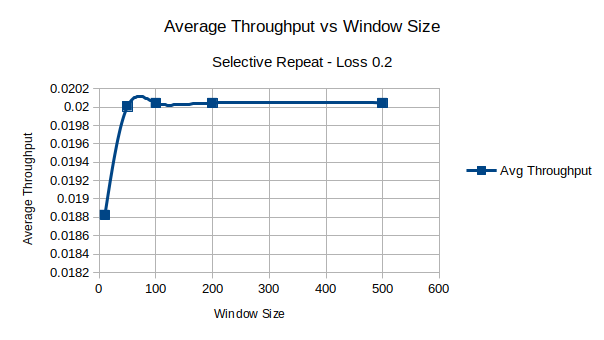 Average Throughput vs Window Size
Selective Repeat - Loss 0.2
0.0202
0.02
0.0198
0.0196
0.0194
0.0192
0.019
0.0188
0.0186
0.0184
0.0182
Average Throughput
0 100 200 300 400 500 600
Window Size
Avg Throughput